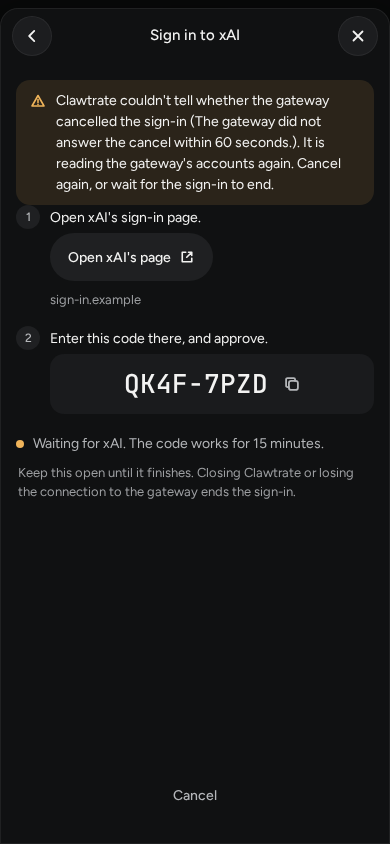 Sign in to xAI
Clawtrate couldn't tell whether the gateway
cancelled the sign-in (The gateway did not
answer the cancel within 60 seconds.). It is
reading the gateway's accounts again. Cancel
again, or wait for the sign-in to end.
1 Open xAI's sign-in page.
Open xAI's page
sign-in.example
2 Enter this code there, and approve.
QK4F-7PZD
Waiting for xAI. The code works for 15 minutes.
Keep this open until it finishes. Closing Clawtrate or losing
the connection to the gateway ends the sign-in.
Cancel